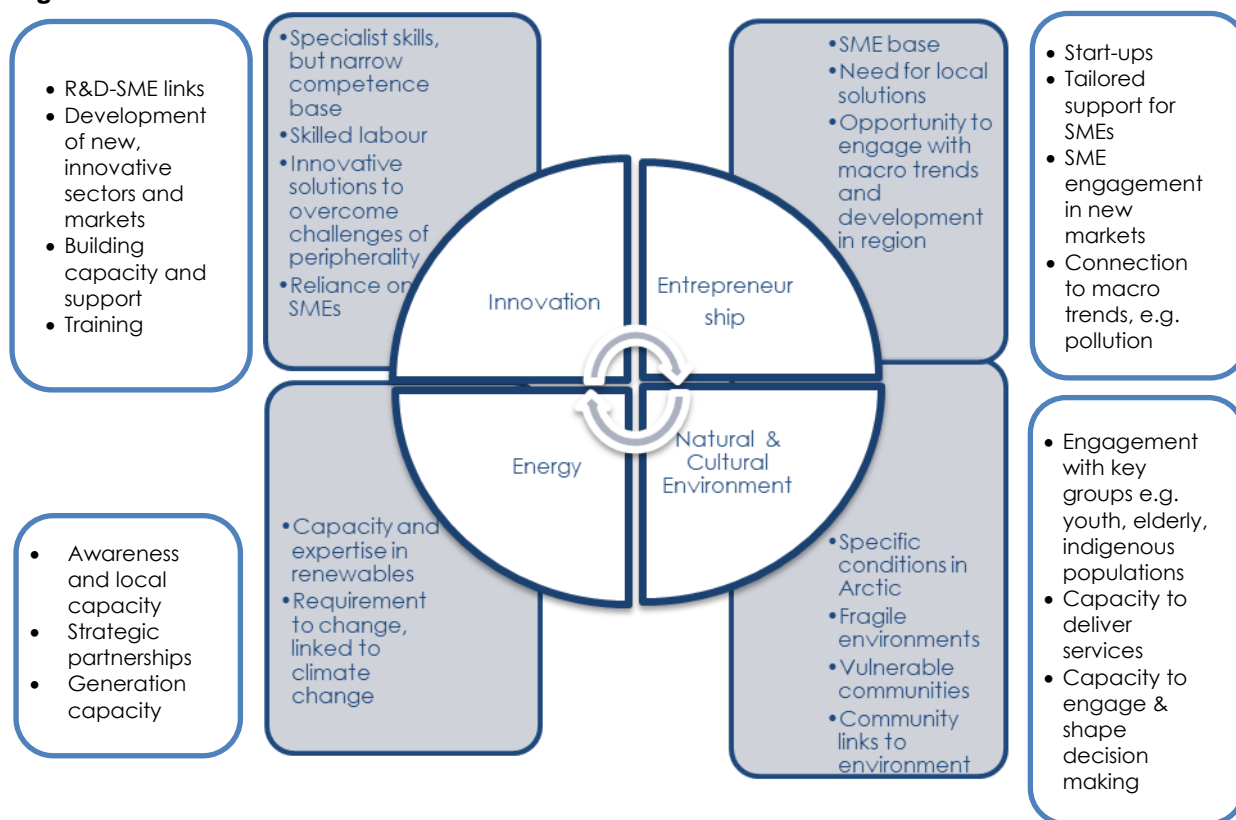 • R&D-SME links
• Development
of new,
innovative
sectors and
markets
• Building
capacity and
support
• Training
•Specialist skills,
but narrow
competence
base
•Skilled labour
•Innovative
solutions to
overcome
challenges of
peripherality
•Reliance on
SMEs
•SME base
•Need for local
solutions
•Opportunity to
engage with
macro trends
and
development
in region
• Start-ups
• Tailored
support for
SMEs
• SME
engagement
in new
markets
• Connection
to macro
trends, e.g.
pollution
Innovation
Entrepreneur
ship
Energy
Natural &
Cultural
Environment
• Awareness
and local
capacity
• Strategic
partnerships
• Generation
capacity
•Capacity and
expertise in
renewables
•Requirement
to change,
linked to
climate
change
•Specific
conditions in
Arctic
•Fragile
environments
•Vulnerable
communities
•Community
links to
environment
• Engagement
with key
groups e.g.
youth, elderly,
indigenous
populations
• Capacity to
deliver
services
• Capacity to
engage &
shape
decision
making